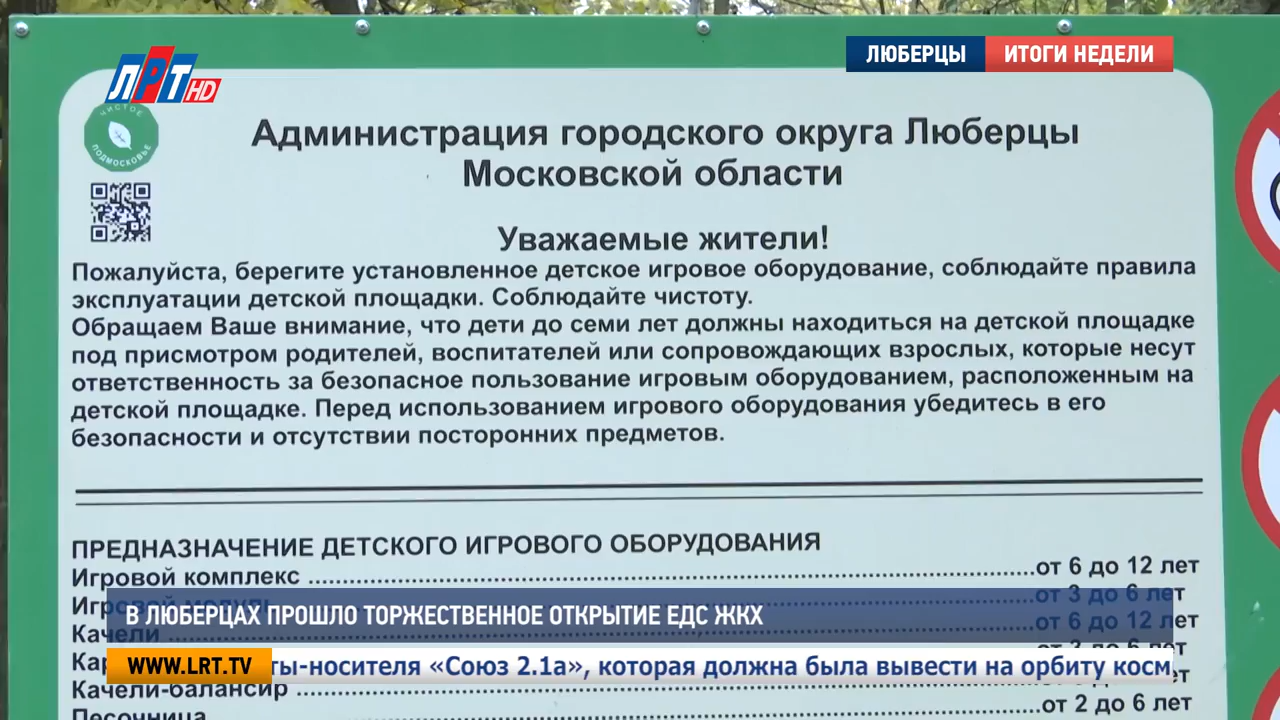 ЛРТ HD
ЛЮБЕРЦЫ ИТОГИ НЕДЕЛИ
ЧИСТОЕ ПОДМОСКОВЬЕ
Администрация городского округа Люберцы
Московской области
Уважаемые жители!
Пожалуйста, берегите установленное детское игровое оборудование, соблюдайте правила
эксплуатации детской площадки. Соблюдайте чистоту.
Обращаем Ваше внимание, что дети до семи лет должны находиться на детской площадке
под присмотром родителей, воспитателей или сопровождающих взрослых, которые несут
ответственность за безопасное пользование игровым оборудованием, расположенным на
детской площадке. Перед использованием игрового оборудования убедитесь в его
безопасности и отсутствии посторонних предметов.
ПРЕДНАЗНАЧЕНИЕ ДЕТСКОГО ИГРОВОГО ОБОРУДОВАНИЯ
Игровой комплекс ........ от 6 до 12 лет
Игровой модуль ........ от 3 до 6 лет
В ЛЮБЕРЦАХ ПРОШЛО ТОРЖЕСТВЕННОЕ ОТКРЫТИЕ ЕДС ЖКХ
Качели ........ от 6 до 12 лет
WWW.LRT.TV ты-носителя «Союз 2.1а», которая должна была вывести на орбиту косм
Качели-балансир
Песочница ........ от 2 до 6 лет